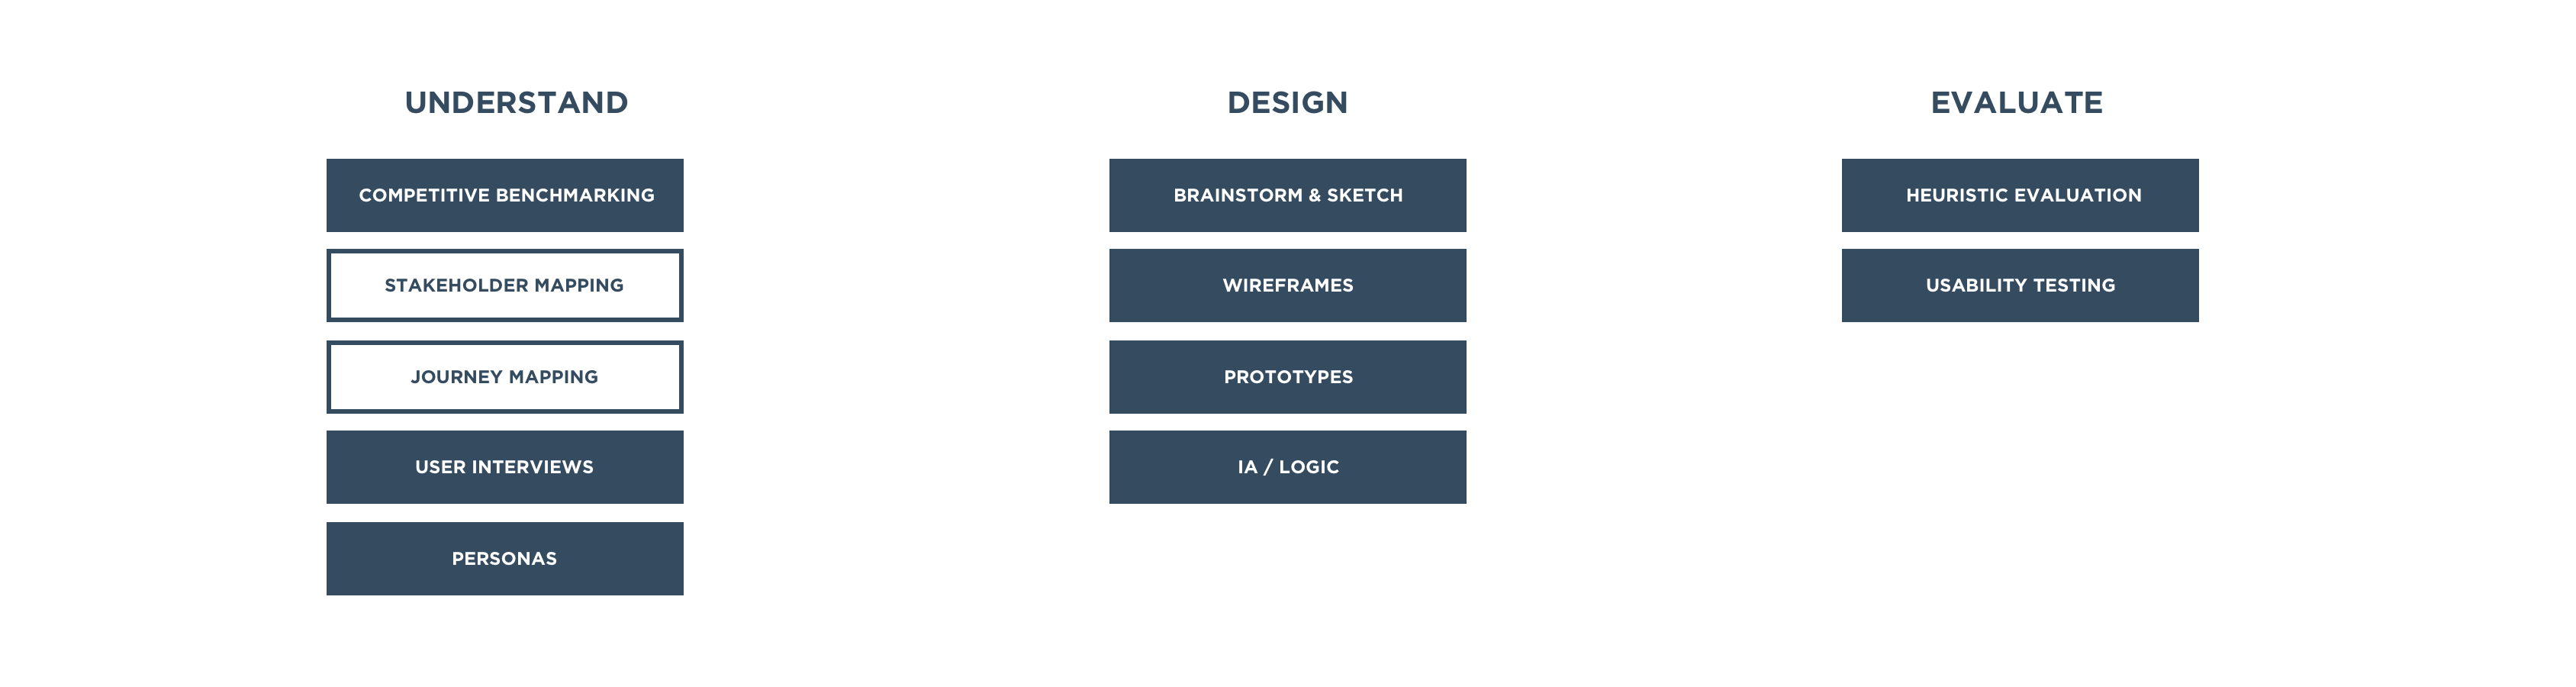 UNDERSTAND
COMPETITIVE BENCHMARKING
STAKEHOLDER MAPPING
JOURNEY MAPPING
USER INTERVIEWS
PERSONAS
DESIGN
BRAINSTORM & SKETCH
WIREFRAMES
PROTOTYPES
IA / LOGIC
EVALUATE
HEURISTIC EVALUATION
USABILITY TESTING